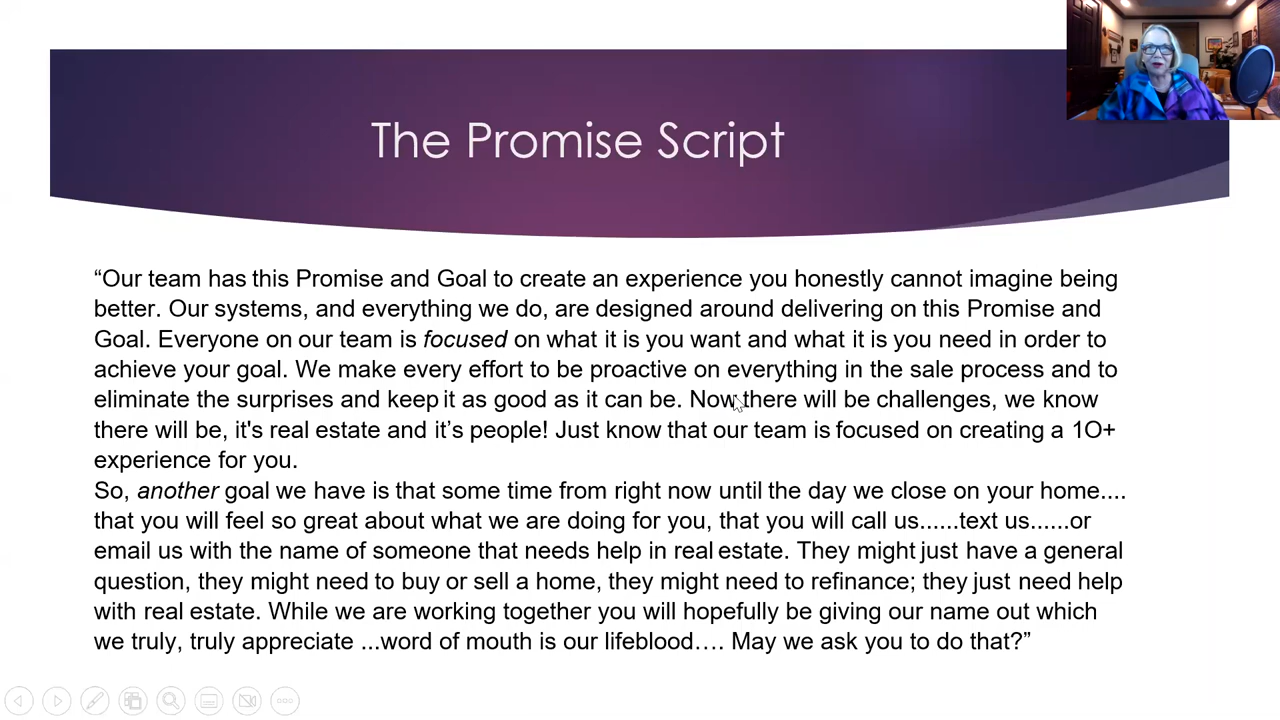 The Promise Script
“Our team has this Promise and Goal to create an experience you honestly cannot imagine being
better. Our systems, and everything we do, are designed around delivering on this Promise and
Goal. Everyone on our team is focused on what it is you want and what it is you need in order to
achieve your goal. We make every effort to be proactive on everything in the sale process and to
eliminate the surprises and keep it as good as it can be. Now there will be challenges, we know
there will be, it's real estate and it’s people! Just know that our team is focused on creating a 1O+
experience for you.
So, another goal we have is that some time from right now until the day we close on your home....
that you will feel so great about what we are doing for you, that you will call us......text us......or
email us with the name of someone that needs help in real estate. They might just have a general
question, they might need to buy or sell a home, they might need to refinance; they just need help
with real estate. While we are working together you will hopefully be giving our name out which
we truly, truly appreciate ...word of mouth is our lifeblood…. May we ask you to do that?”